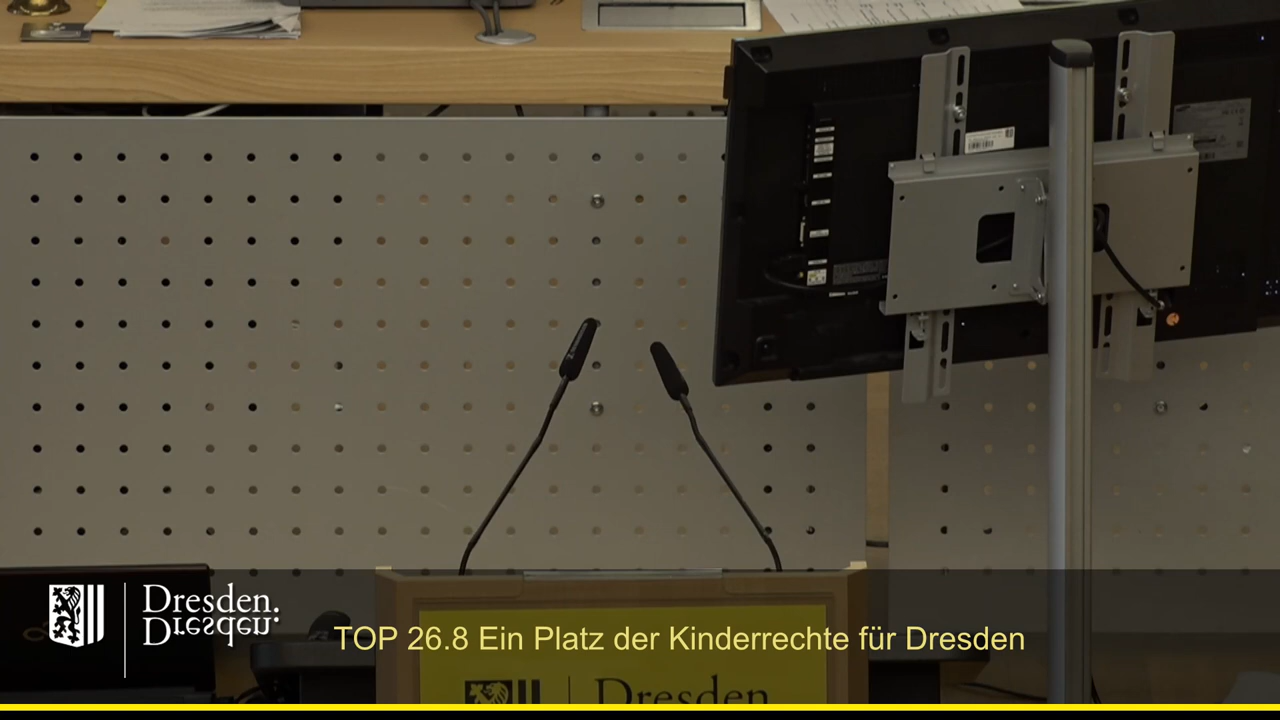 Dresden.
Dresden.
TOP 26.8 Ein Platz der Kinderrechte für Dresden
Dresden